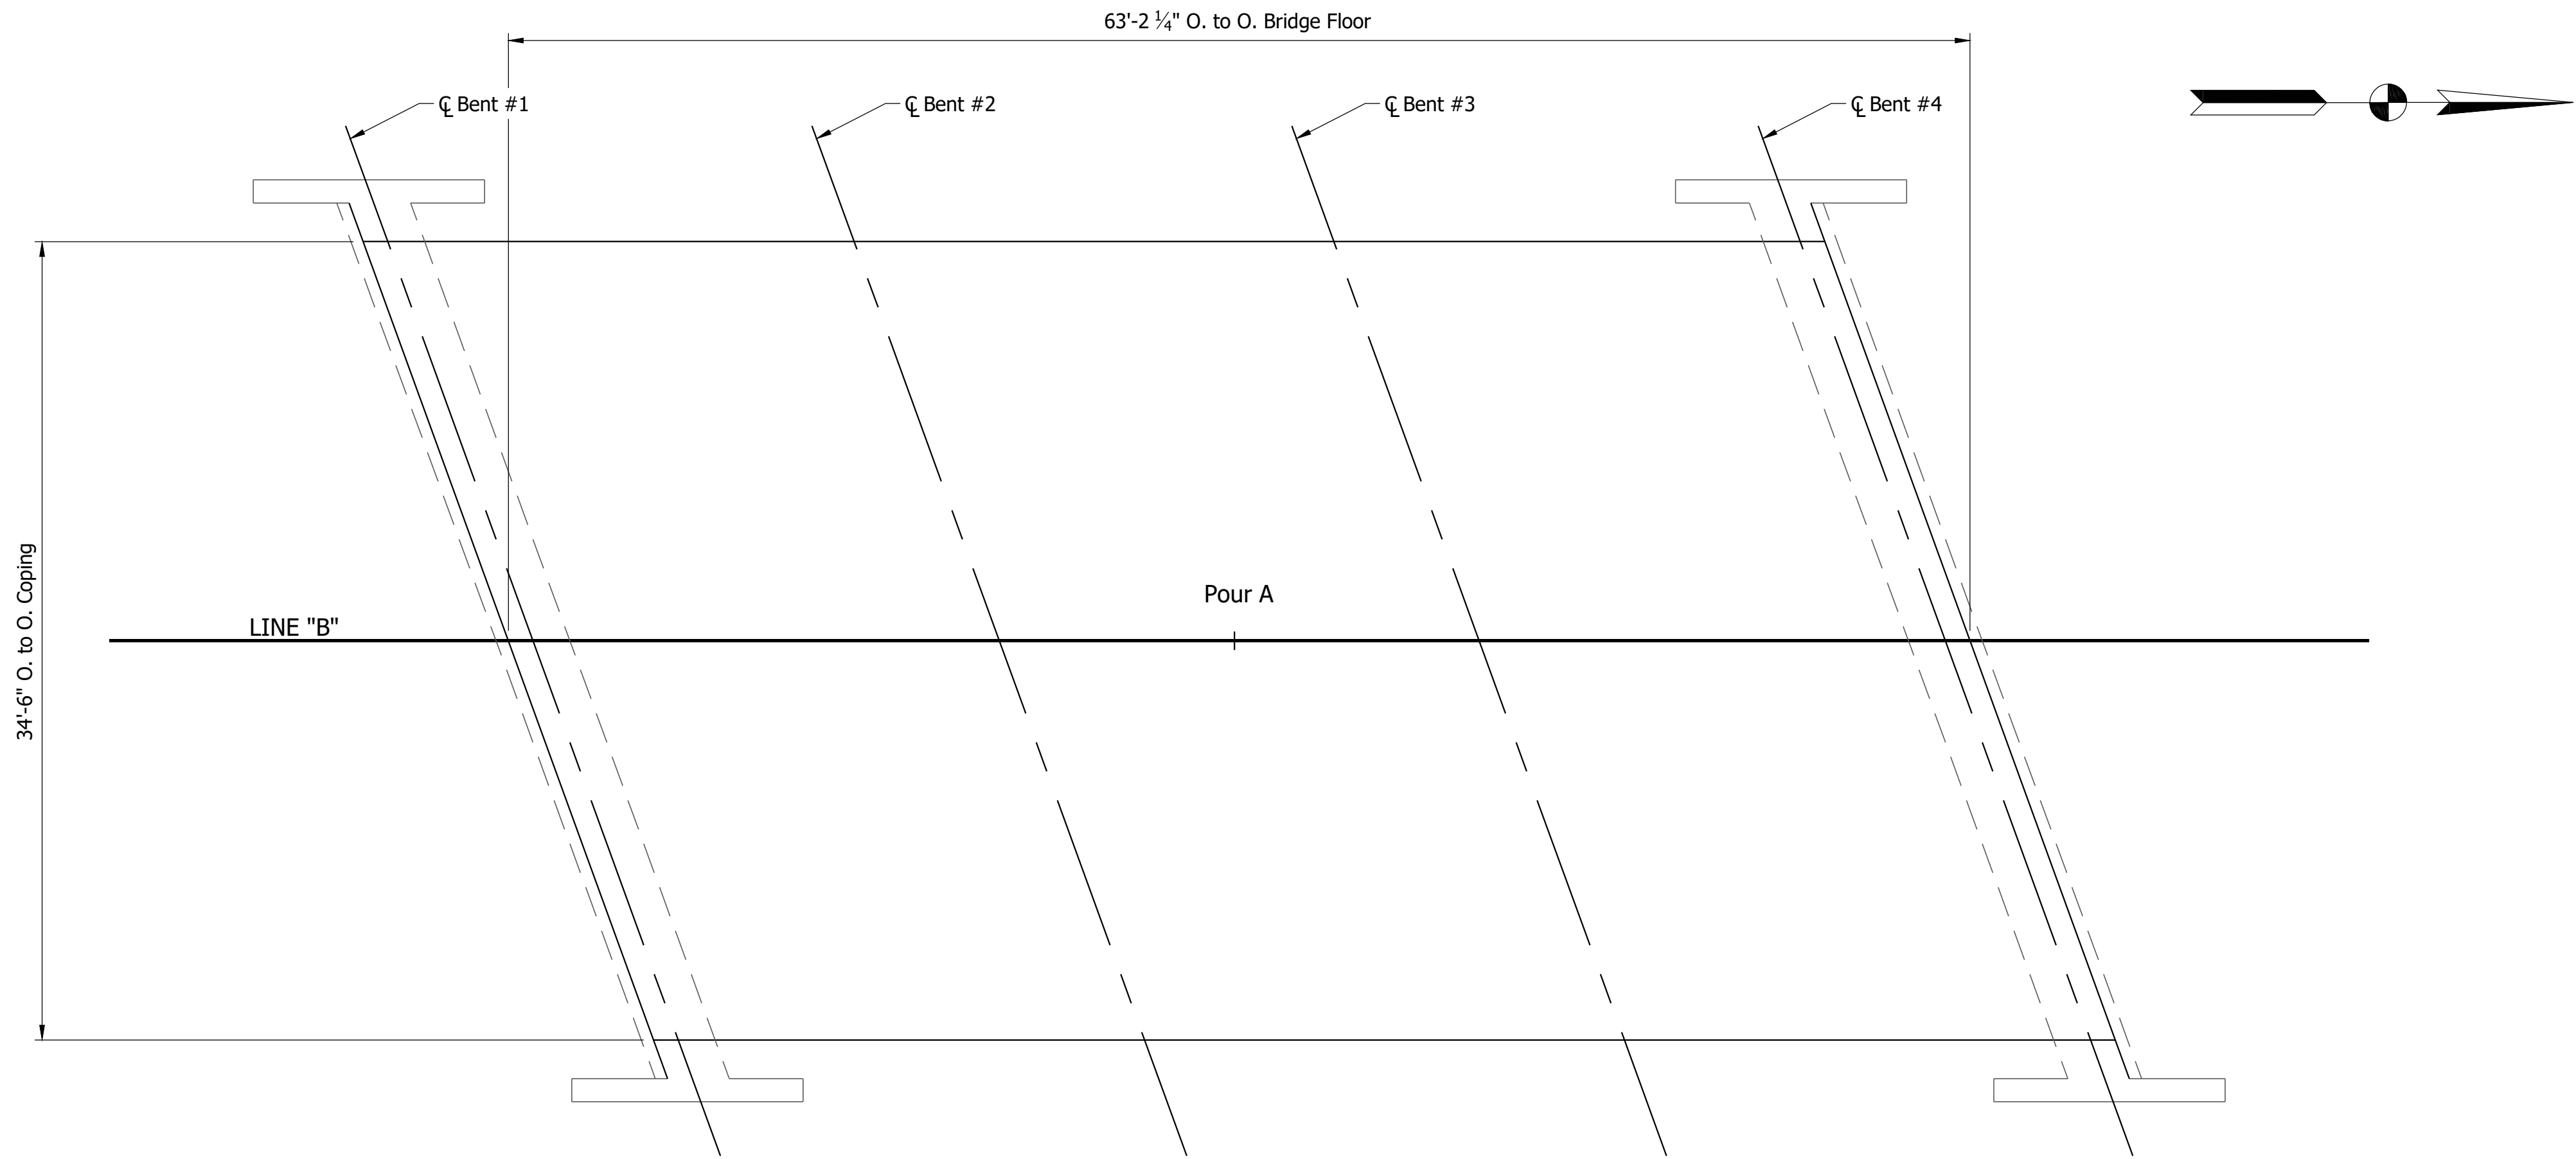 63'-2 ¼" O. to O. Bridge Floor
℄ Bent #1
℄ Bent #2
℄ Bent #3
℄ Bent #4
34'-6" O. to O. Coping
Pour A
LINE "B"